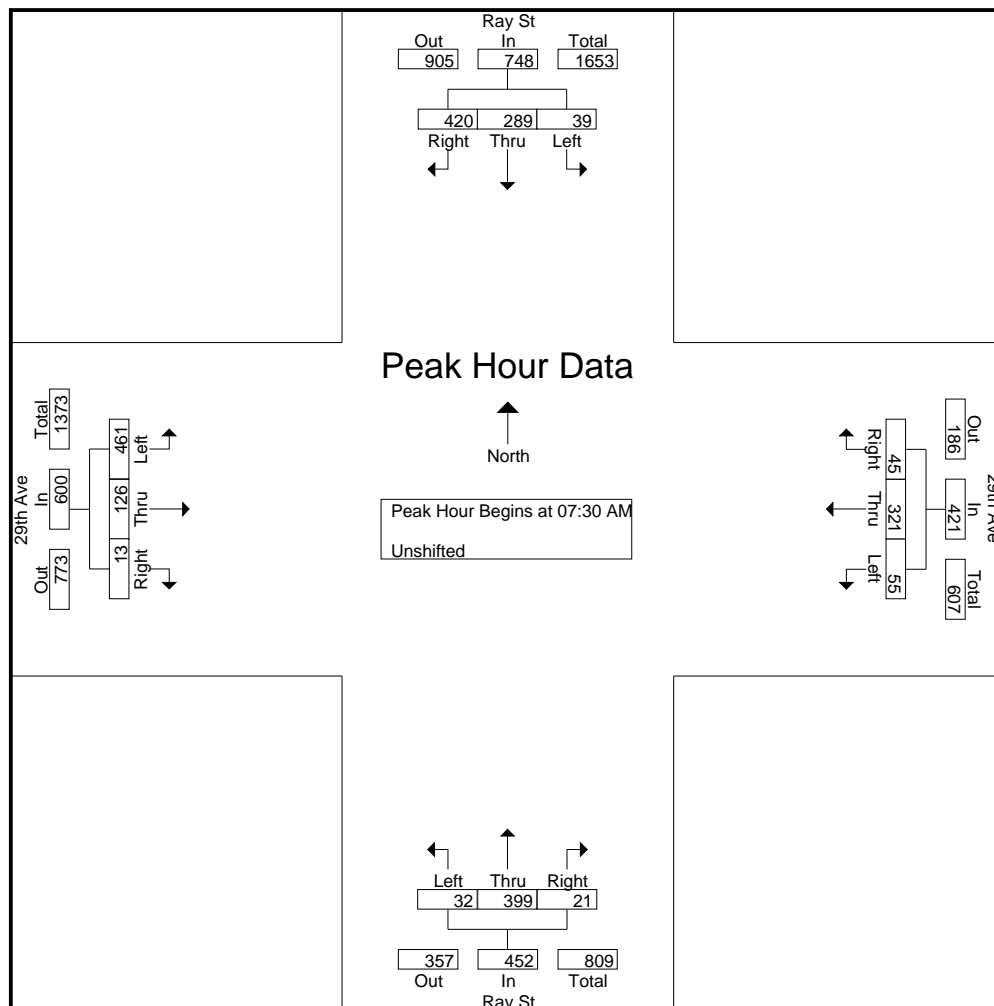 Ray St
Out In Total
905 748 1653
420 289 39
Right Thru Left
Peak Hour Data
North
Peak Hour Begins at 07:30 AM
Unshifted
29th Ave
Total In Out
1373 600 773
461 126 13
Left Thru Right
Right Thru Left
45 321 55
186 421 607
Out In Total
29th Ave
Left Thru Right
32 399 21
357 452 809
Out In Total
Ray St